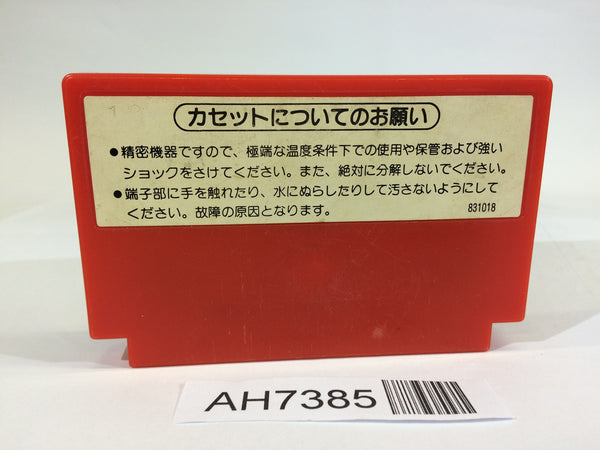 カセットについてのお願い
●精密機器ですので、極端な温度条件下での使用や保管および強い
ショックをさけてください。また、絶対に分解しないでください。
●端子部に手を触れたり、水にぬらしたりして汚さないようにして
ください。故障の原因となります。
831018
AH7385